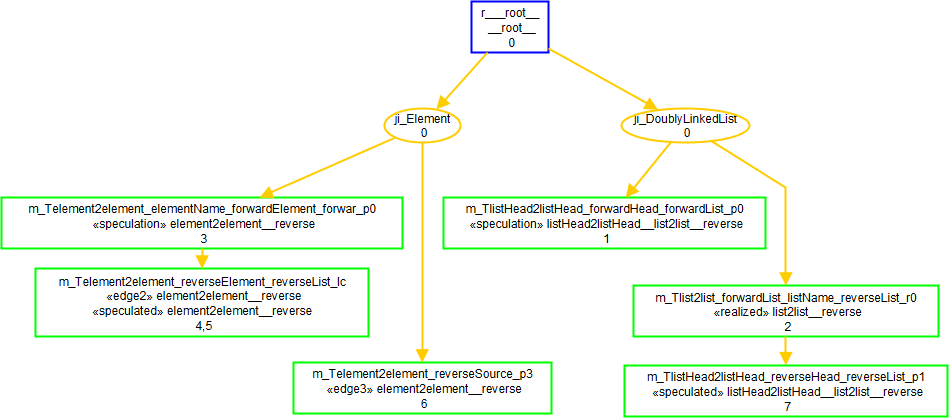 r___root__
__root__
0
ji_Element
0
ji_DoublyLinkedList
0
m_Telement2element_elementName_forwardElement_forwar_p0
«speculation» element2element__reverse
3
m_TlistHead2listHead_forwardHead_forwardList_p0
«speculation» listHead2listHead__list2list__reverse
1
m_Telement2element_reverseElement_reverseList_lc
«edge2» element2element__reverse
«speculated» element2element__reverse
4,5
m_Tlist2list_forwardList_listName_reverseList_r0
«realized» list2list__reverse
2
m_Telement2element_reverseSource_p3
«edge3» element2element__reverse
6
m_TlistHead2listHead_reverseHead_reverseList_p1
«speculated» listHead2listHead__list2list__reverse
7